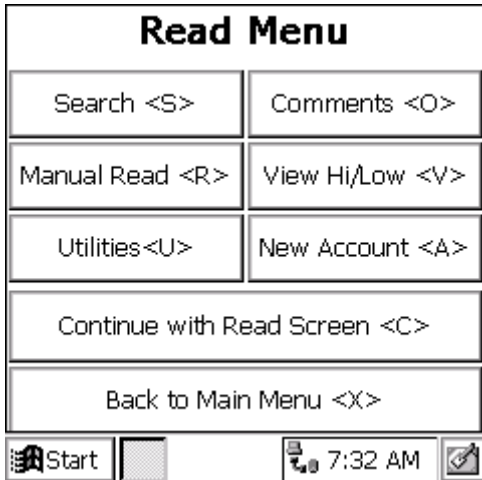 Read Menu
Search <S>
Comments <O>
Manual Read <R>
View Hi/Low <V>
Utilities<U>
New Account <A>
Continue with Read Screen <C>
Back to Main Menu <X>
Start
7:32 AM